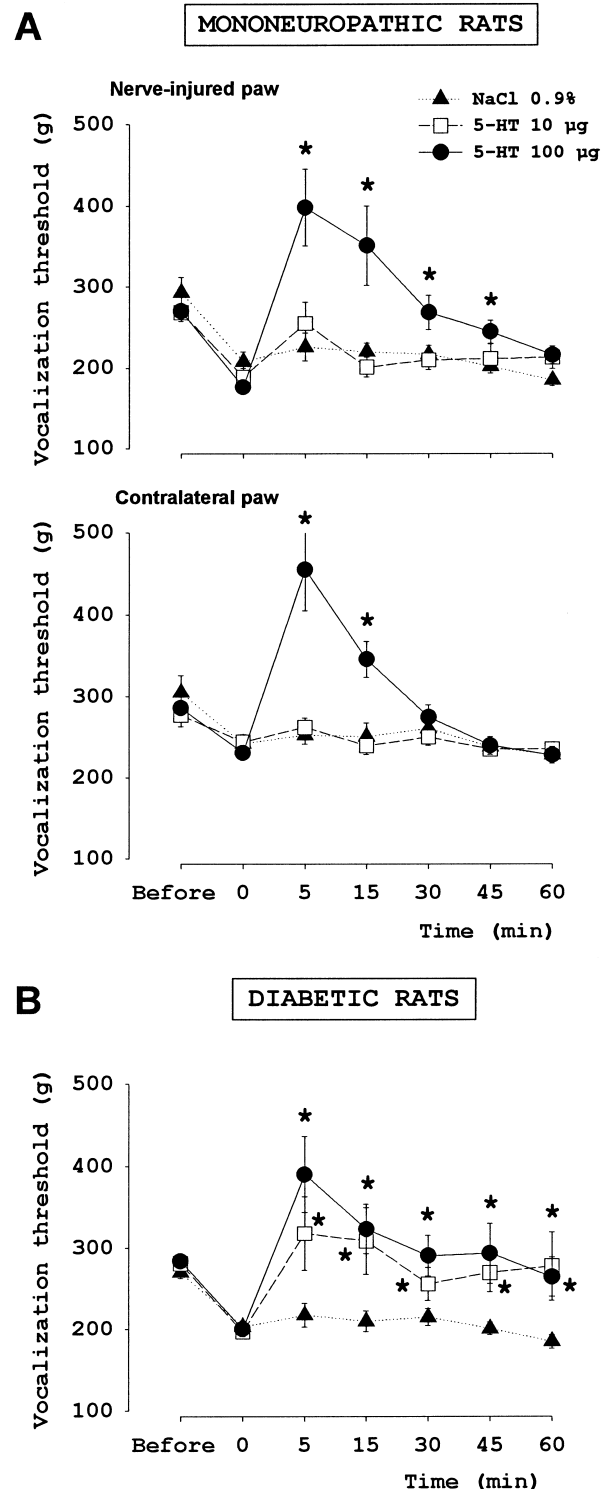 A
MONONEUROPATHIC RATS
Nerve-injured paw
NaCl 0.9%
5-HT 10 µg
5-HT 100 µg
Vocalization threshold (g)
500
400
300
200
100
*
*
*
*
Contralateral paw
Vocalization threshold (g)
500
400
300
200
100
*
*
Before 0 5 15 30 45 60
Time (min)
B
DIABETIC RATS
Vocalization threshold (g)
500
400
300
200
100
*
*
*
*
*
*
*
*
*
*
Before 0 5 15 30 45 60
Time (min)